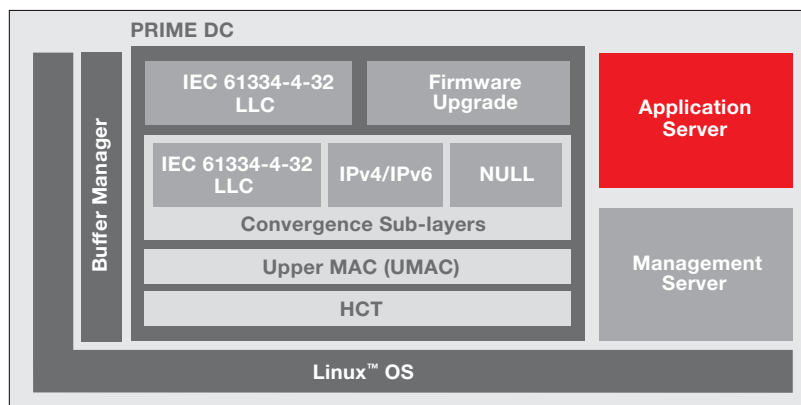 PRIME DC
Buffer Manager
IEC 61334-4-32
LLC
Firmware
Upgrade
IEC 61334-4-32
LLC
IPv4/IPv6
NULL
Convergence Sub-layers
Upper MAC (UMAC)
HCT
Application
Server
Management
Server
Linux™ OS